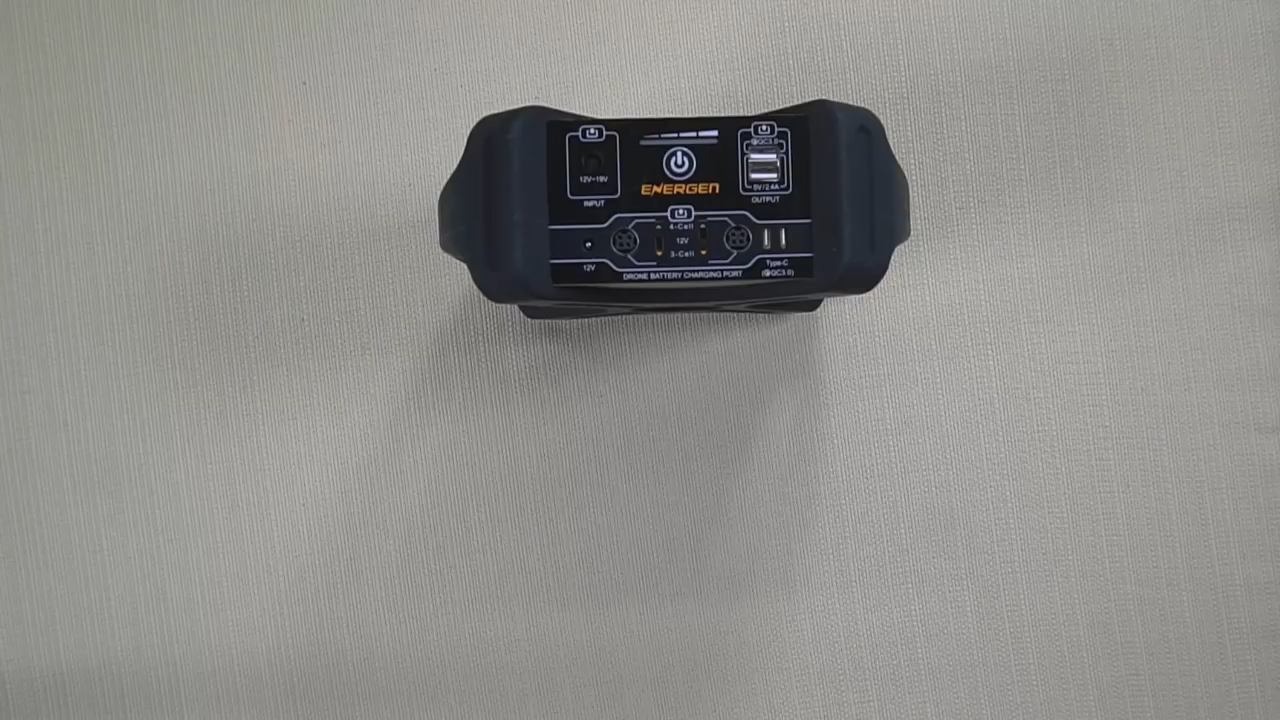 12V~19V
INPUT
ENERGEN
QC3.0
5V/2.4A
OUTPUT
4-Cell
12V
3-Cell
12V
DRONE BATTERY CHARGING PORT
Type-C
(QC3.0)